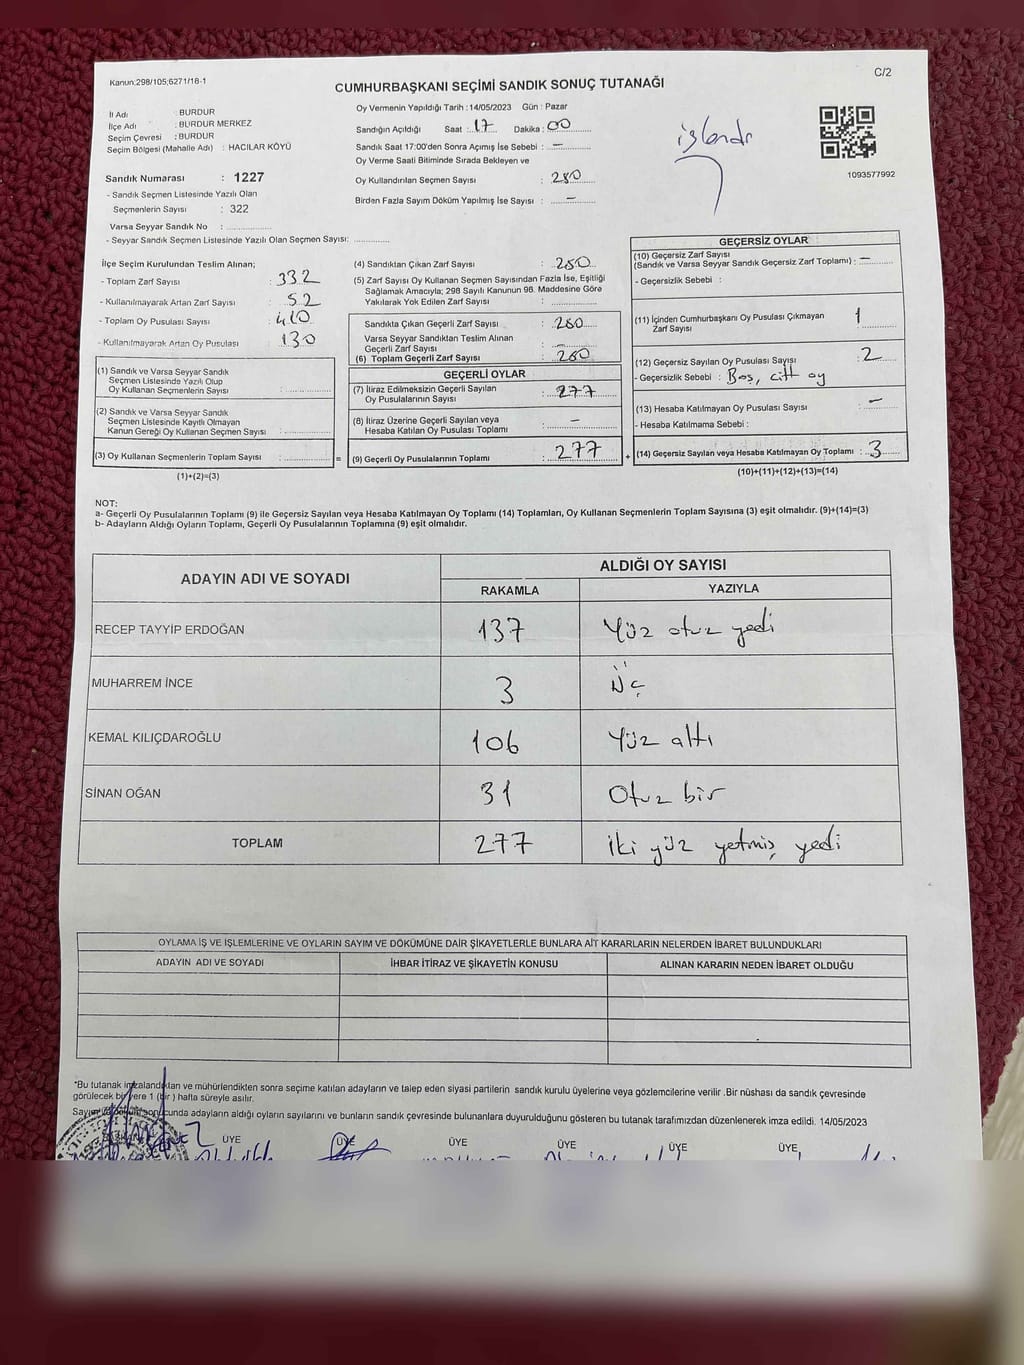 Kanun:298/105;6271/18-1
CUMHURBAŞKANI SEÇİMİ SANDIK SONUÇ TUTANAĞI
C/2
İl Adı : BURDUR
İlçe Adı : BURDUR MERKEZ
Seçim Çevresi : BURDUR
Seçim Bölgesi (Mahalle Adı) : HACILAR KÖYÜ
Sandık Numarası : 1227
- Sandık Seçmen Listesinde Yazılı Olan
Seçmenlerin Sayısı : 322
Varsa Seyyar Sandık No :
- Seyyar Sandık Seçmen Listesinde Yazılı Olan Seçmen Sayısı:
Oy Vermenin Yapıldığı Tarih :14/05/2023 Gün : Pazar
Sandığın Açıldığı Saat : 17 Dakika : 00
Sandık Saat 17:00'den Sonra Açımış İse Sebebi : —
Oy Verme Saati Bitiminde Sırada Bekleyen ve
Oy Kullandırılan Seçmen Sayısı : 280
Birden Fazla Sayım Döküm Yapılmış İse Sayısı : —
işlendi
1093577992
İlçe Seçim Kurulundan Teslim Alınan;
- Toplam Zarf Sayısı : 332
- Kullanılmayarak Artan Zarf Sayısı : 52
- Toplam Oy Pusulası Sayısı : 410
- Kullanılmayarak Artan Oy Pusulası : 130
(1) Sandık ve Varsa Seyyar Sandık
Seçmen Listesinde Yazılı Olup
Oy Kullanan Seçmenlerin Sayısı :
(2) Sandık ve Varsa Seyyar Sandık
Seçmen Listesinde Kayıtlı Olmayan
Kanun Gereği Oy Kullanan Seçmen Sayısı :
(3) Oy Kullanan Seçmenlerin Toplam Sayısı :
(1)+(2)=(3)
=
(4) Sandıktan Çıkan Zarf Sayısı : 280
(5) Zarf Sayısı Oy Kullanan Seçmen Sayısından Fazla İse, Eşitliği
Sağlamak Amacıyla; 298 Sayılı Kanunun 98. Maddesine Göre
Yakılarak Yok Edilen Zarf Sayısı :
Sandıkta Çıkan Geçerli Zarf Sayısı : 280
Varsa Seyyar Sandıktan Teslim Alınan
Geçerli Zarf Sayısı : —
(6) Toplam Geçerli Zarf Sayısı : 280
GEÇERLİ OYLAR
(7) İtiraz Edilmeksizin Geçerli Sayılan
Oy Pusulalarının Sayısı : 277
(8) İtiraz Üzerine Geçerli Sayılan veya
Hesaba Katılan Oy Pusulası Toplamı : —
(9) Geçerli Oy Pusulalarının Toplamı : 277
+
GEÇERSİZ OYLAR
(10) Geçersiz Zarf Sayısı
(Sandık ve Varsa Seyyar Sandık Geçersiz Zarf Toplamı) : —
- Geçersizlik Sebebi :
(11) İçinden Cumhurbaşkanı Oy Pusulası Çıkmayan
Zarf Sayısı : 1
(12) Geçersiz Sayılan Oy Pusulası Sayısı : 2
- Geçersizlik Sebebi : Boş, çift oy
(13) Hesaba Katılmayan Oy Pusulası Sayısı : —
- Hesaba Katılmama Sebebi :
(14) Geçersiz Sayılan veya Hesaba Katılmayan Oy Toplamı : 3
(10)+(11)+(12)+(13)=(14)
NOT:
a- Geçerli Oy Pusulalarının Toplamı (9) ile Geçersiz Sayılan veya Hesaba Katılmayan Oy Toplamı (14) Toplamları, Oy Kullanan Seçmenlerin Toplam Sayısına (3) eşit olmalıdır. (9)+(14)=(3)
b- Adayların Aldığı Oyların Toplamı, Geçerli Oy Pusulalarının Toplamına (9) eşit olmalıdır.
ADAYIN ADI VE SOYADI
ALDIĞI OY SAYISI
RAKAMLA YAZIYLA
RECEP TAYYİP ERDOĞAN 137 Yüz otuz yedi
MUHARREM İNCE 3 Üç
KEMAL KILIÇDAROĞLU 106 Yüz altı
SİNAN OĞAN 31 Otuz bir
TOPLAM 277 iki yüz yetmiş yedi
OYLAMA İŞ VE İŞLEMLERİNE VE OYLARIN SAYIM VE DÖKÜMÜNE DAİR ŞİKAYETLERLE BUNLARA AİT KARARLARIN NELERDEN İBARET BULUNDUKLARI
ADAYIN ADI VE SOYADI İHBAR İTİRAZ VE ŞİKAYETİN KONUSU ALINAN KARARIN NEDEN İBARET OLDUĞU
*Bu tutanak imzalandıktan ve mühürlendikten sonra seçime katılan adayların ve talep eden siyasi partilerin sandık kurulu üyelerine veya gözlemcilerine verilir .Bir nüshası da sandık çevresinde
görülecek bir yere 1 (bir ) hafta süreyle asılır.
Sayım ve döküm sonucunda adayların aldığı oyların sayılarını ve bunların sandık çevresinde bulunanlara duyurulduğunu gösteren bu tutanak tarafımızdan düzenlenerek imza edildi. 14/05/2023
BAŞKAN ÜYE ÜYE ÜYE ÜYE ÜYE ÜYE